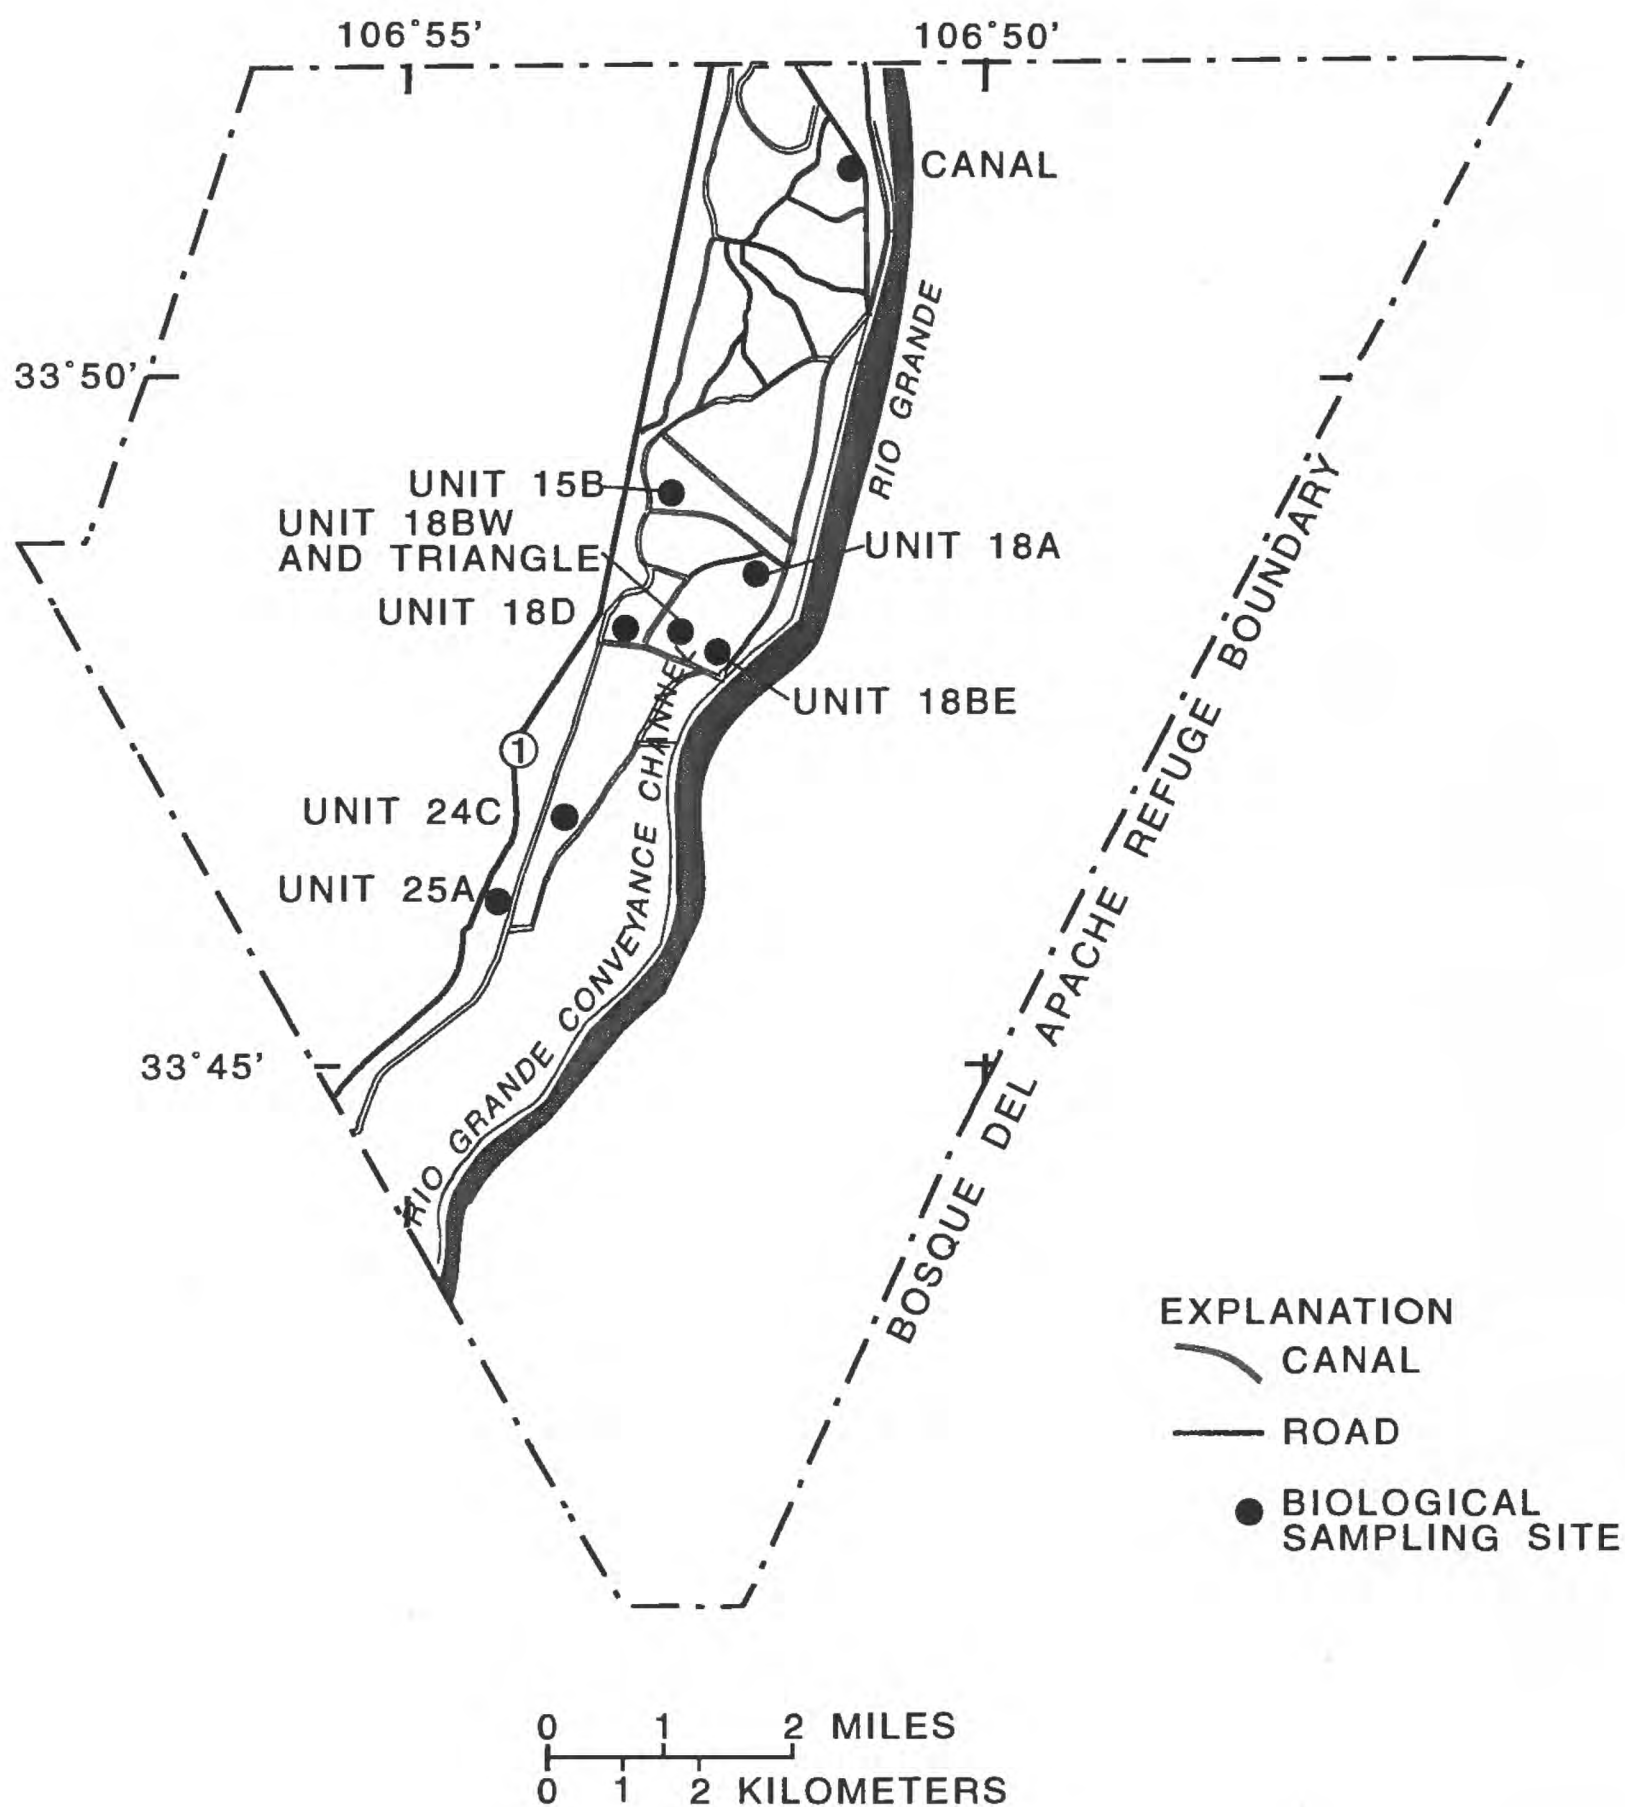 106°55'
106°50'
CANAL
RIO GRANDE
33°50'
UNIT 15B
UNIT 18BW
AND TRIANGLE
UNIT 18A
UNIT 18D
UNIT 18BE
1
UNIT 24C
UNIT 25A
RIO GRANDE CONVEYANCE CHANNEL
BOSQUE DEL APACHE REFUGE BOUNDARY
33°45'
EXPLANATION
CANAL
ROAD
BIOLOGICAL
SAMPLING SITE
0 1 2 MILES
0 1 2 KILOMETERS